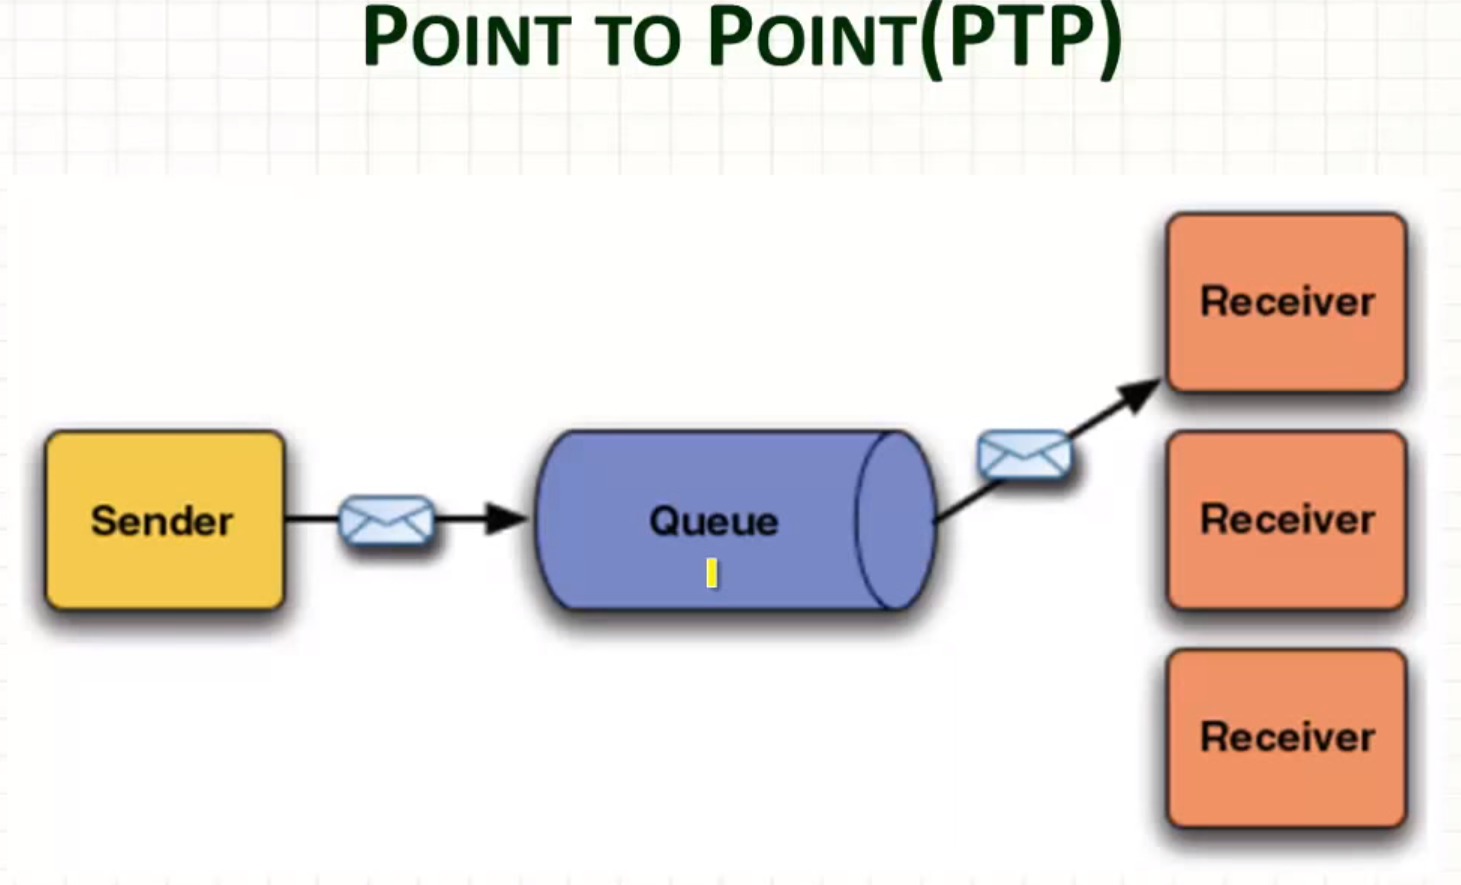 POINT TO POINT(PTP)
Receiver
Sender
Queue
Receiver
Receiver